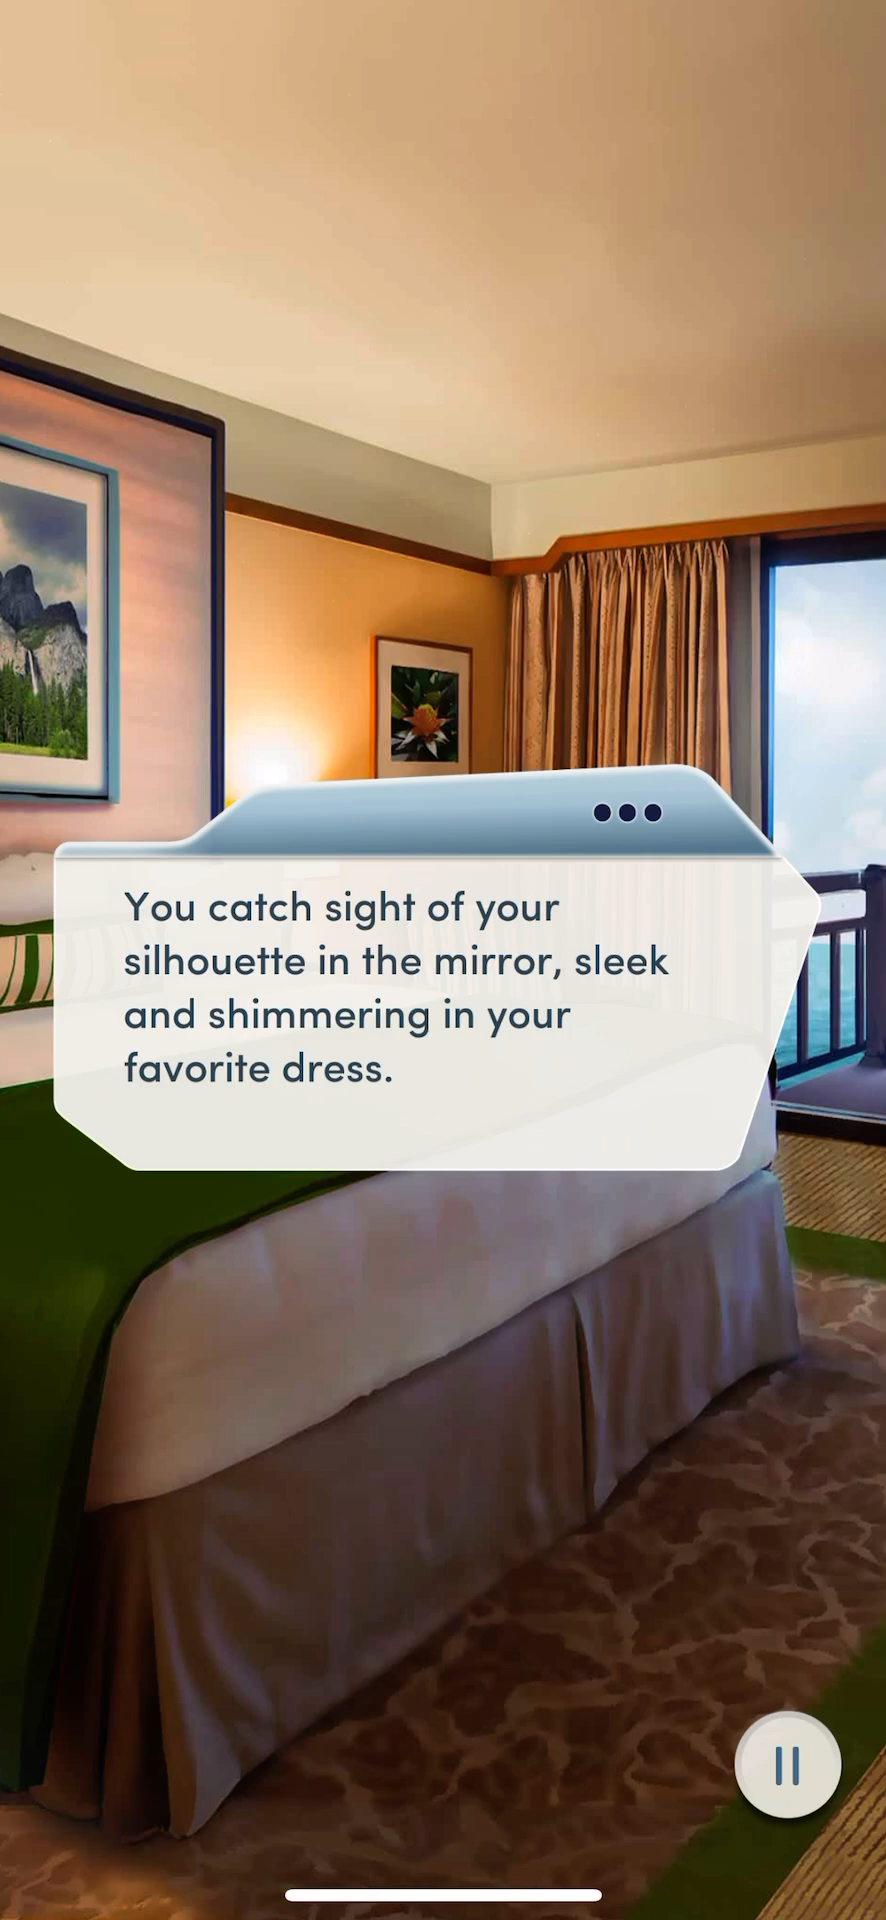 You catch sight of your
silhouette in the mirror, sleek
and shimmering in your
favorite dress.